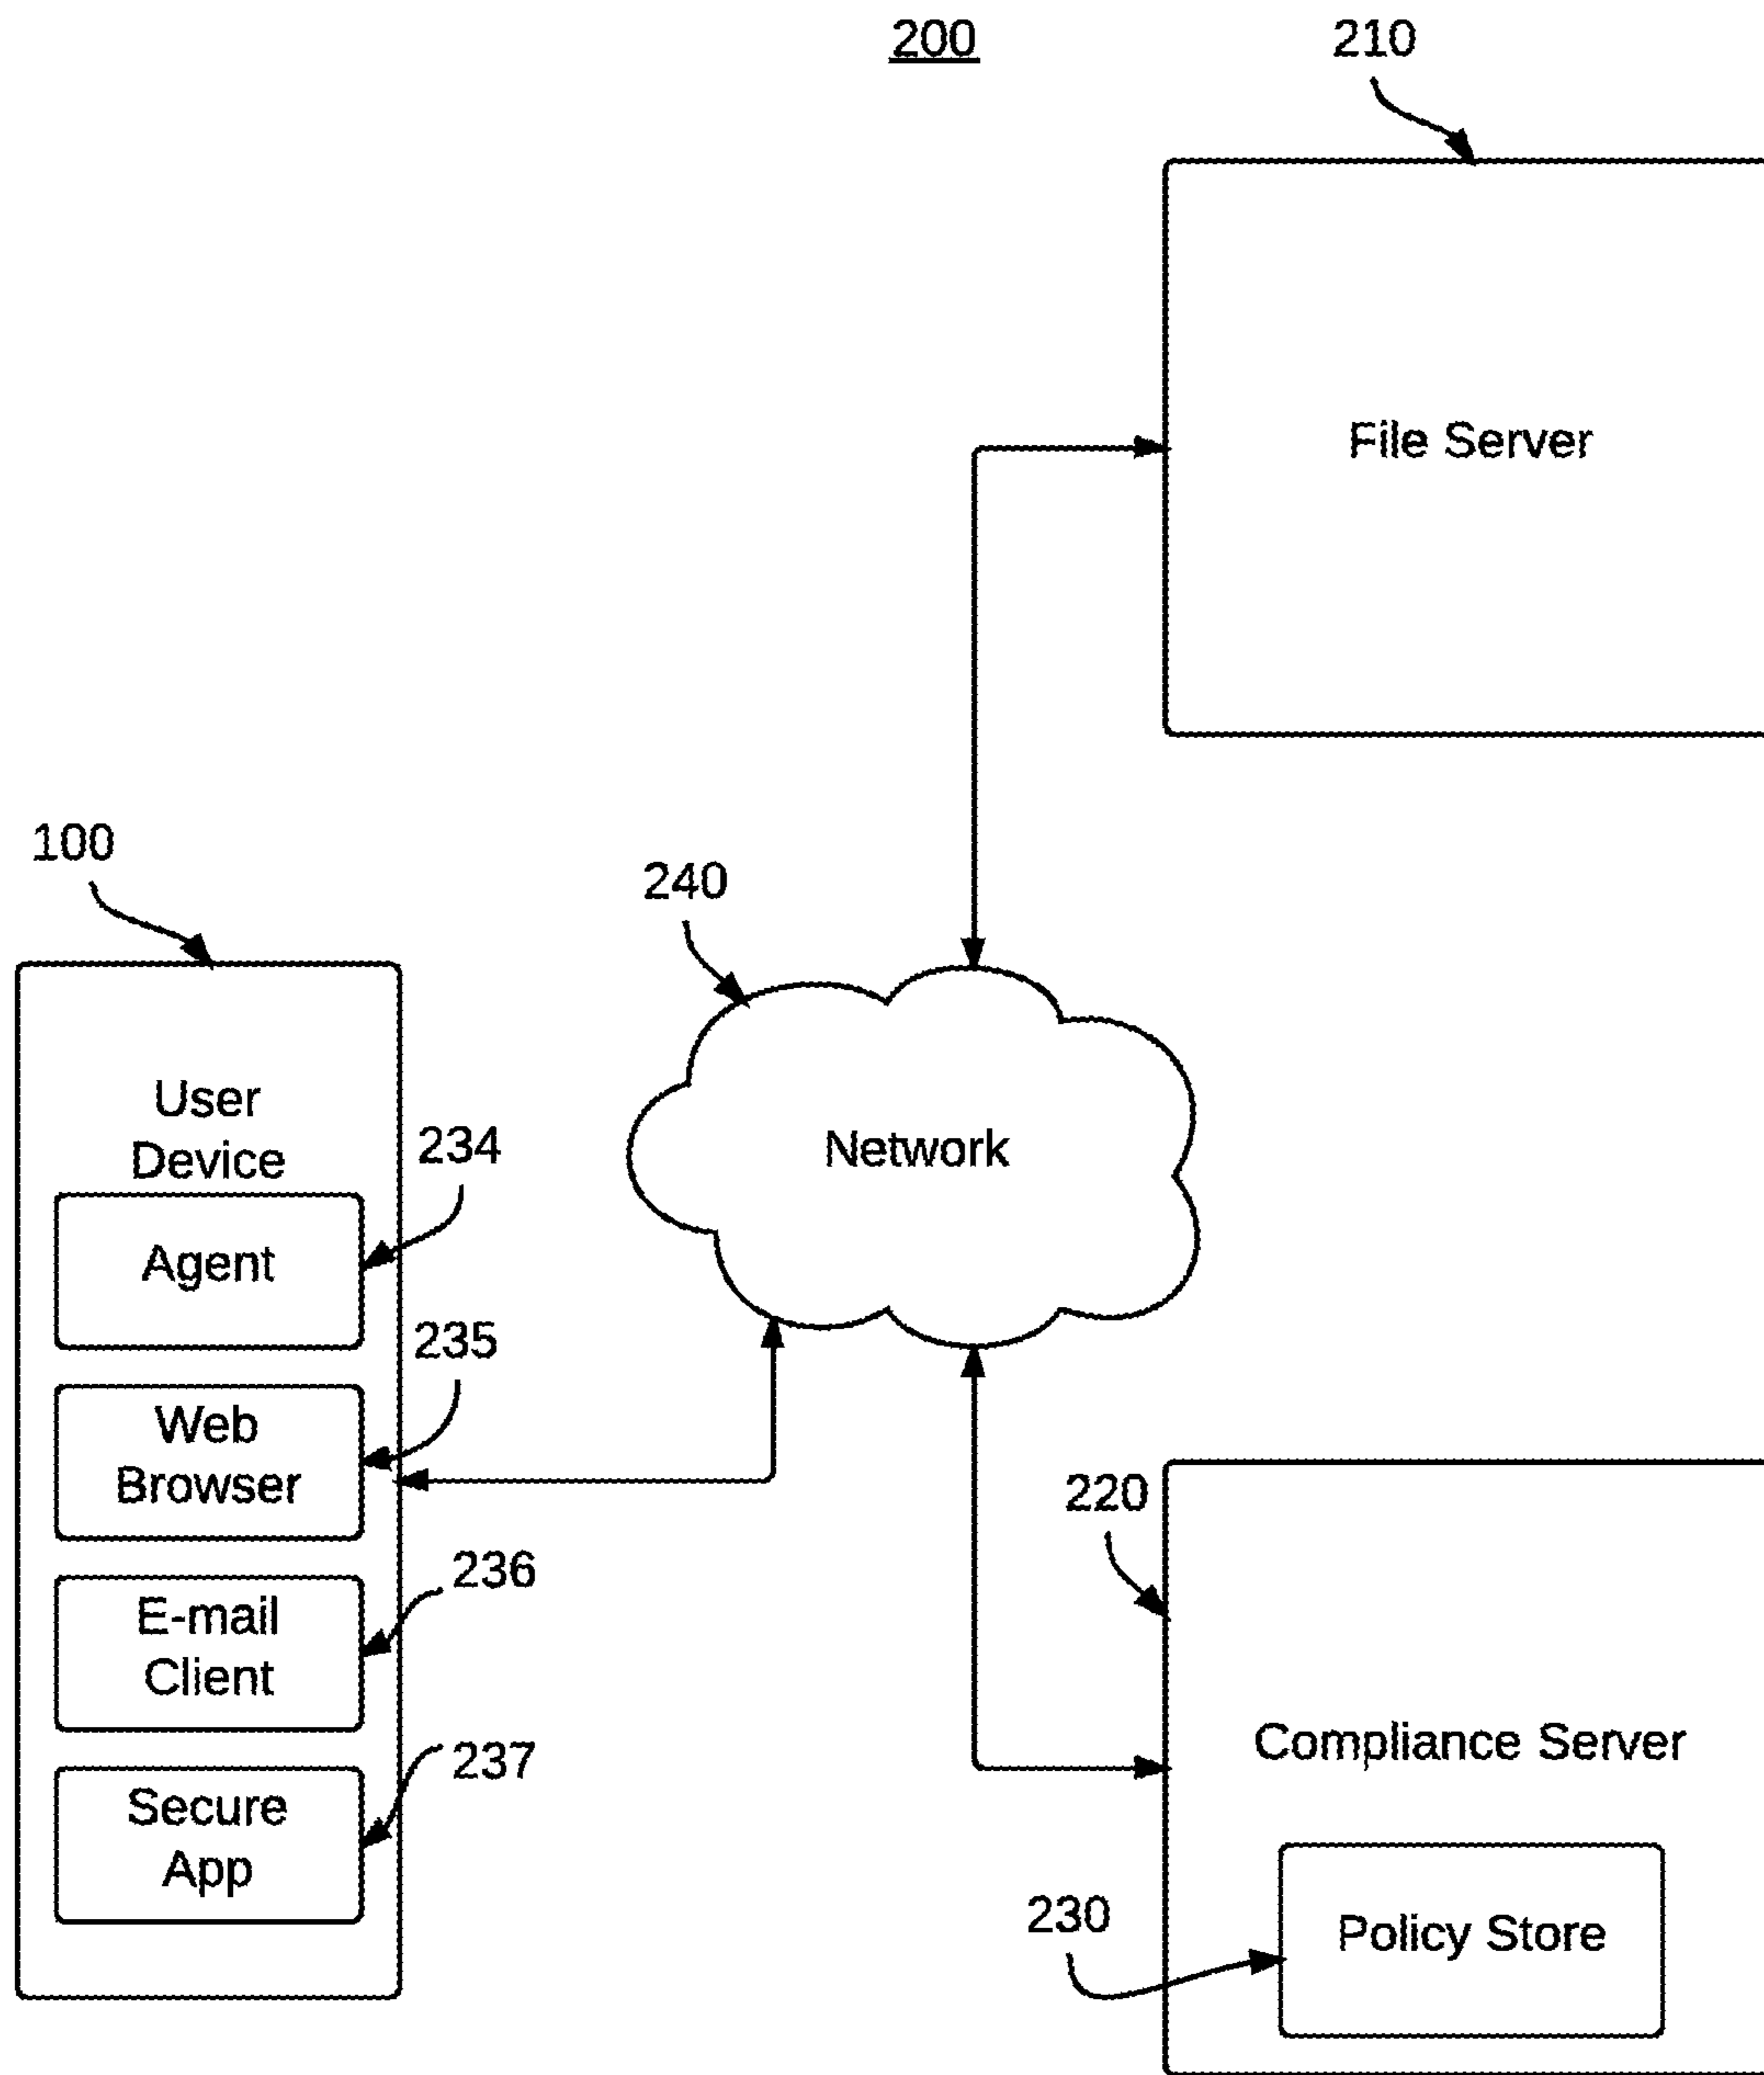 200
210
File Server
100
240
User
Device
234
Network
Agent
235
Web
Browser
220
236
E-mail
Client
Compliance Server
237
Secure
App
230
Policy Store